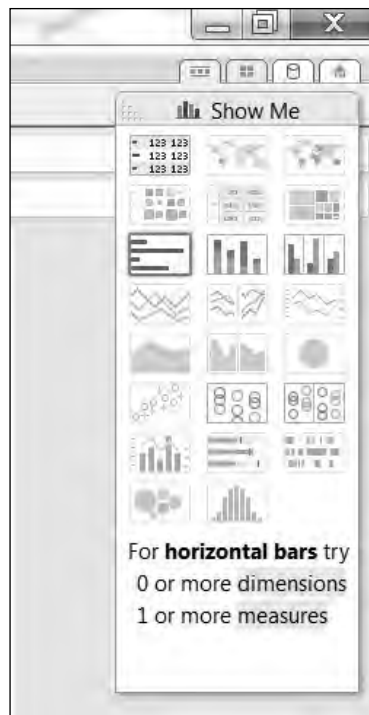 Show Me
123 123
123 123
123 123
For horizontal bars try
0 or more dimensions
1 or more measures